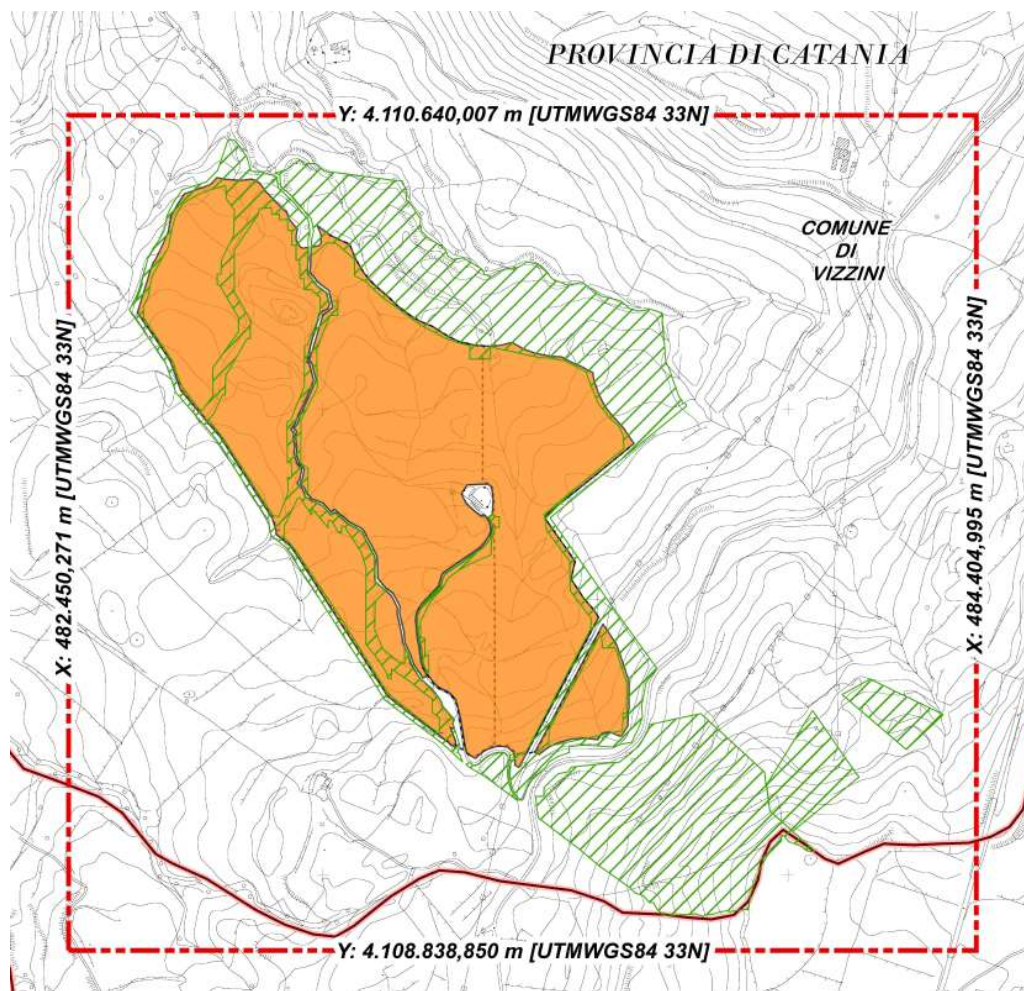 PROVINCIA DI CATANIA
Y: 4.110.640,007 m [UTMWGS84 33N]
COMUNE
DI
VIZZINI
X: 482.450,271 m [UTMWGS84 33N]
X: 484.404,995 m [UTMWGS84 33N]
Y: 4.108.838,850 m [UTMWGS84 33N]